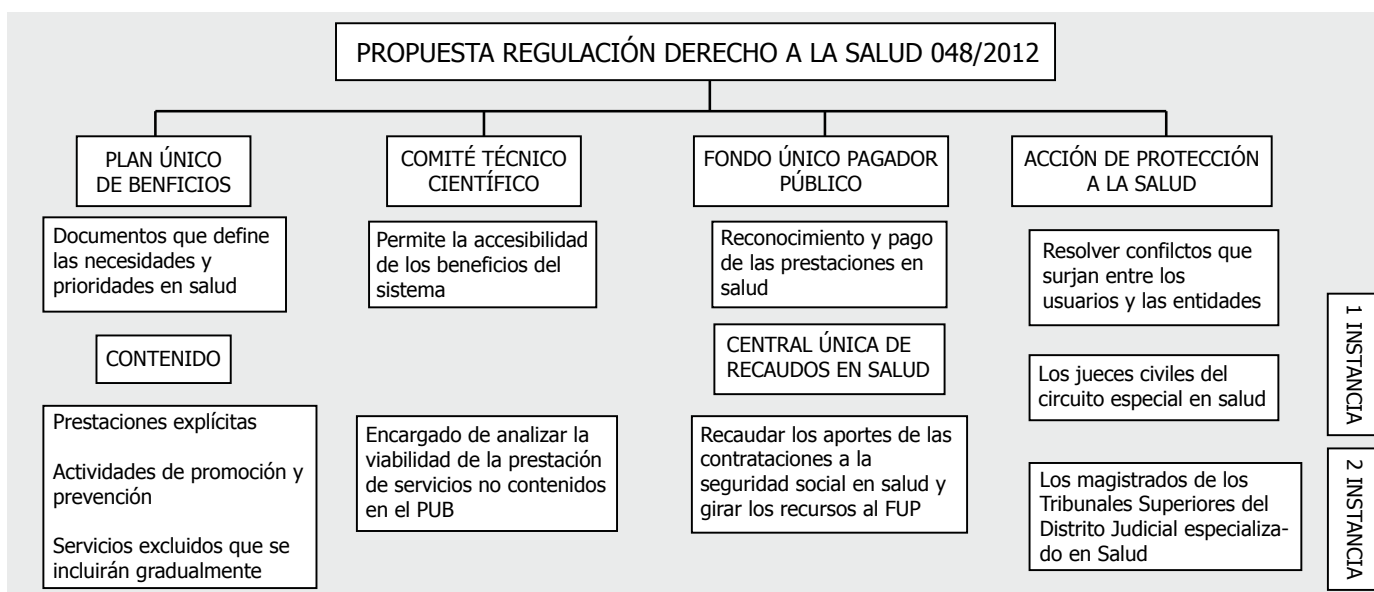 PROPUESTA REGULACIÓN DERECHO A LA SALUD 048/2012
PLAN ÚNICO
DE BENFICIOS
Documentos que define
las necesidades y
prioridades en salud
CONTENIDO
Prestaciones explícitas
Actividades de promoción y
prevención
Servicios excluidos que se
incluirán gradualmente
COMITÉ TÉCNICO
CIENTÍFICO
Permite la accesibilidad
de los beneficios del
sistema
Encargado de analizar la
viabilidad de la prestación
de servicios no contenidos
en el PUB
FONDO ÚNICO PAGADOR
PÚBLICO
Reconocimiento y pago
de las prestaciones en
salud
CENTRAL ÚNICA DE
RECAUDOS EN SALUD
Recaudar los aportes de las
contrataciones a la
seguridad social en salud y
girar los recursos al FUP
ACCIÓN DE PROTECCIÓN
A LA SALUD
Resolver confilctos que
surjan entre los
usuarios y las entidades
Los jueces civiles del
circuito especial en salud
Los magistrados de los
Tribunales Superiores del
Distrito Judicial especializa-
do en Salud
1 INSTANCIA
2 INSTANCIA